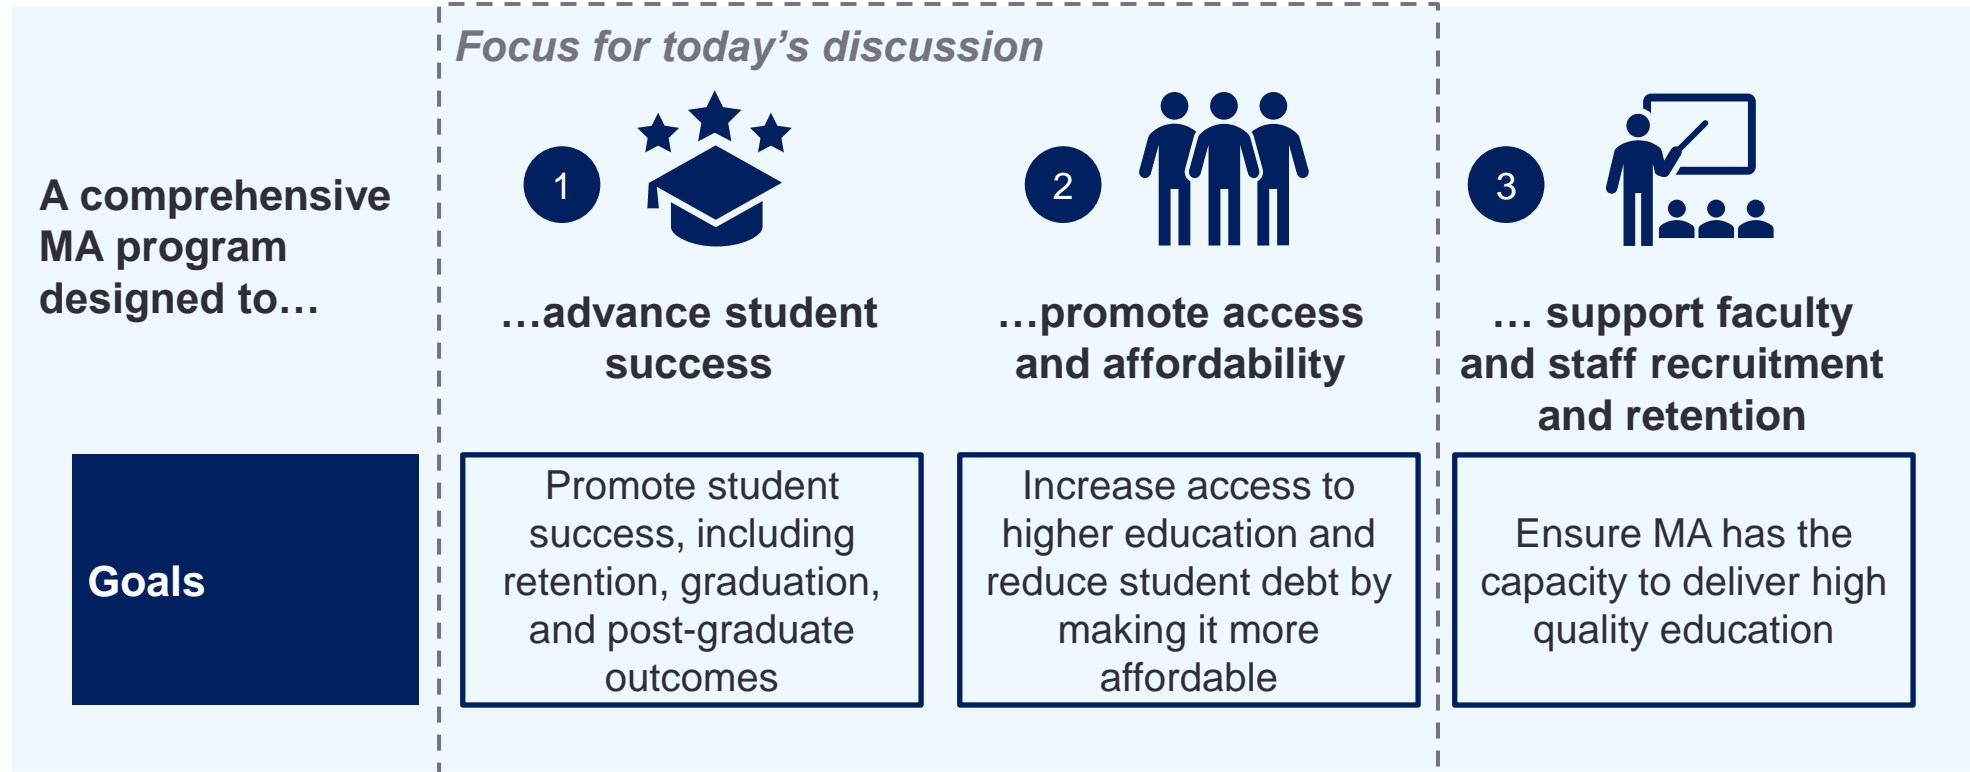 Focus for today’s discussion
A comprehensive
MA program
designed to…
1
…advance student
success
2
…promote access
and affordability
3
… support faculty
and staff recruitment
and retention
Goals
Promote student
success, including
retention, graduation,
and post-graduate
outcomes
Increase access to
higher education and
reduce student debt by
making it more
affordable
Ensure MA has the
capacity to deliver high
quality education